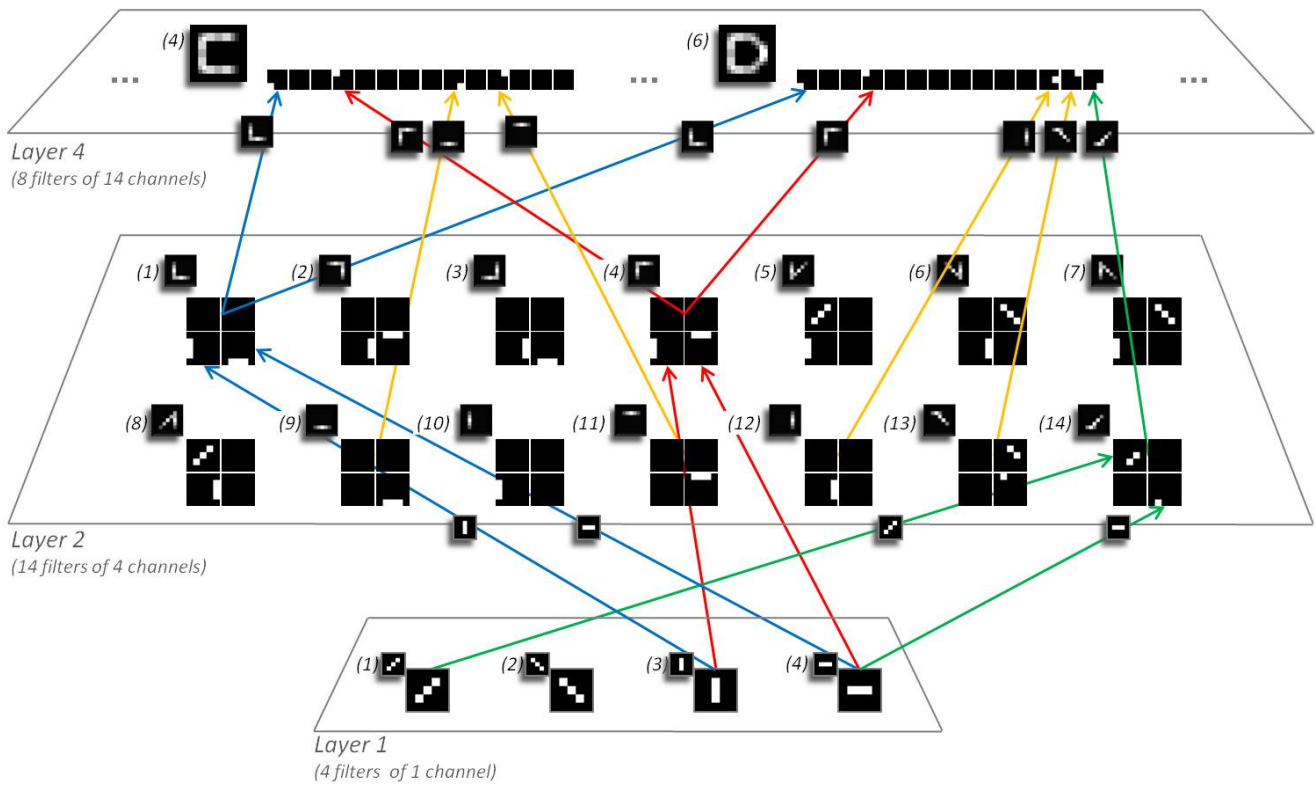 (4) C (6) D
... ... ...
Layer 4
(8 filters of 14 channels)
(1) (2) (3) (4) (5) (6) (7)
(8) (9) (10) (11) (12) (13) (14)
Layer 2
(14 filters of 4 channels)
(1) (2) (3) (4)
Layer 1
(4 filters of 1 channel)